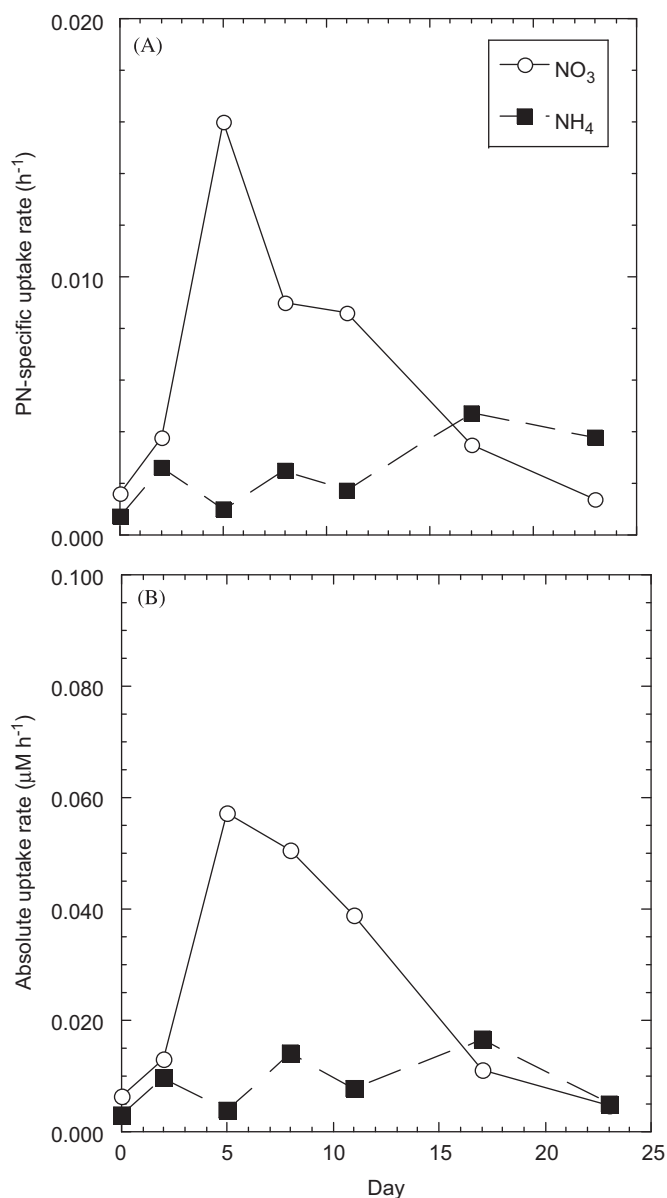 (A)
NO₃
NH₄
0.020
0.010
0.000
PN-specific uptake rate (h⁻¹)
(B)
0.100
0.080
0.060
0.040
0.020
0.000
Absolute uptake rate (µM h⁻¹)
0 5 10 15 20 25
Day